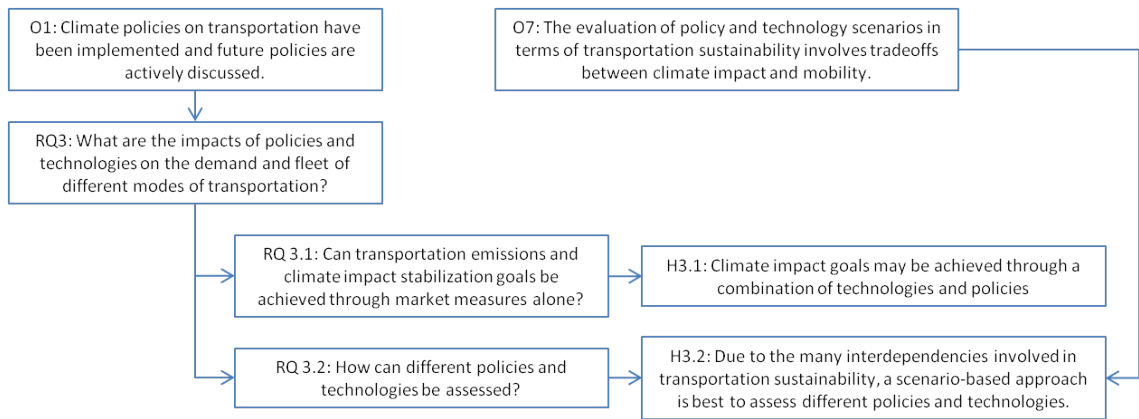 O1: Climate policies on transportation have
been implemented and future policies are
actively discussed.
O7: The evaluation of policy and technology scenarios in
terms of transportation sustainability involves tradeoffs
between climate impact and mobility.
RQ3: What are the impacts of policies and
technologies on the demand and fleet of
different modes of transportation?
RQ 3.1: Can transportation emissions and
climate impact stabilization goals be
achieved through market measures alone?
H3.1: Climate impact goals may be achieved through a
combination of technologies and policies
RQ 3.2: How can different policies and
technologies be assessed?
H3.2: Due to the many interdependencies involved in
transportation sustainability, a scenario-based approach
is best to assess different policies and technologies.